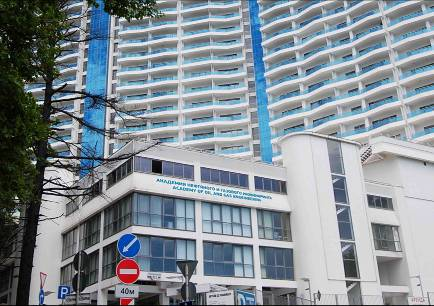 АКАДЕМИЯ НЕФТЯНОГО И ГАЗОВОГО ИНЖИНИРИНГА
ACADEMY OF OIL AND GAS ENGINEERING
P
40м